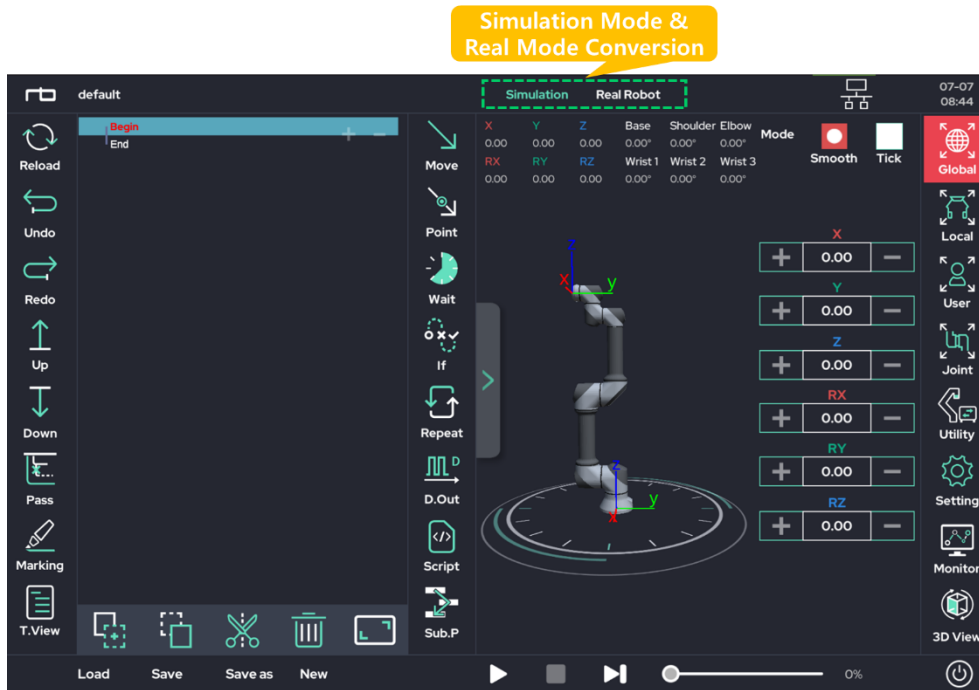 Simulation Mode &
Real Mode Conversion
default
Simulation Real Robot
07-07
08:44
Reload
Undo
Redo
Up
Down
Pass
Marking
T.View
Begin
End
Move
Point
Wait
If
Repeat
D
D.Out
Script
Sub.P
X Y Z Base Shoulder Elbow
0.00 0.00 0.00 0.00° 0.00° 0.00°
RX RY RZ Wrist 1 Wrist 2 Wrist 3
0.00 0.00 0.00 0.00° 0.00° 0.00°
Mode
Smooth
Tick
z
x y
z
y
x
X
+ 0.00 −
Y
+ 0.00 −
Z
+ 0.00 −
RX
+ 0.00 −
RY
+ 0.00 −
RZ
+ 0.00 −
Global
Local
User
Joint
Utility
Setting
Monitor
3D View
Load Save Save as New
0%